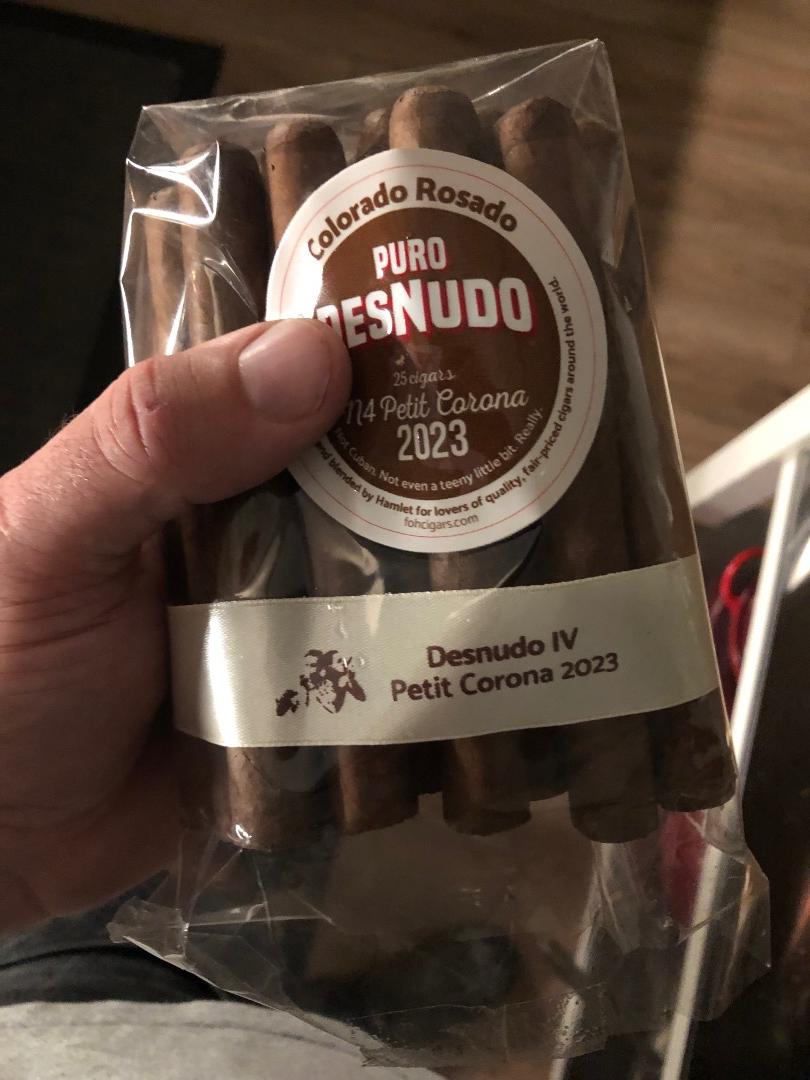 Colorado Rosado
PURO
DESNUDO
25 cigars
N4 Petit Corona
2023
Not Cuban. Not even a teeny little bit. Really.
blended by Hamlet for lovers of quality, fair-priced cigars around the world.
fohcigars.com
Desnudo IV
Petit Corona 2023